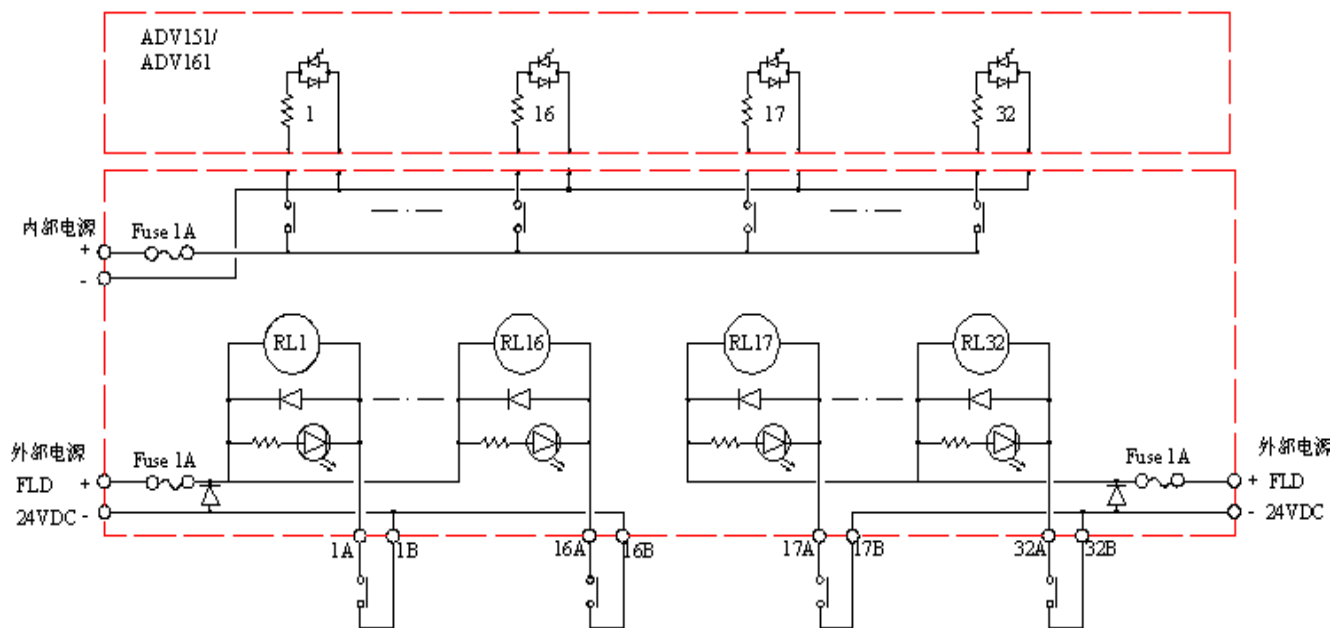 ADV151/
ADV161
1
16
17
32
内部电源
Fuse 1A
+
-
RL1
RL16
RL17
RL32
外部电源
Fuse 1A
FLD +
24VDC -
Fuse 1A
外部电源
+ FLD
- 24VDC
1A
1B
16A
16B
17A
17B
32A
32B